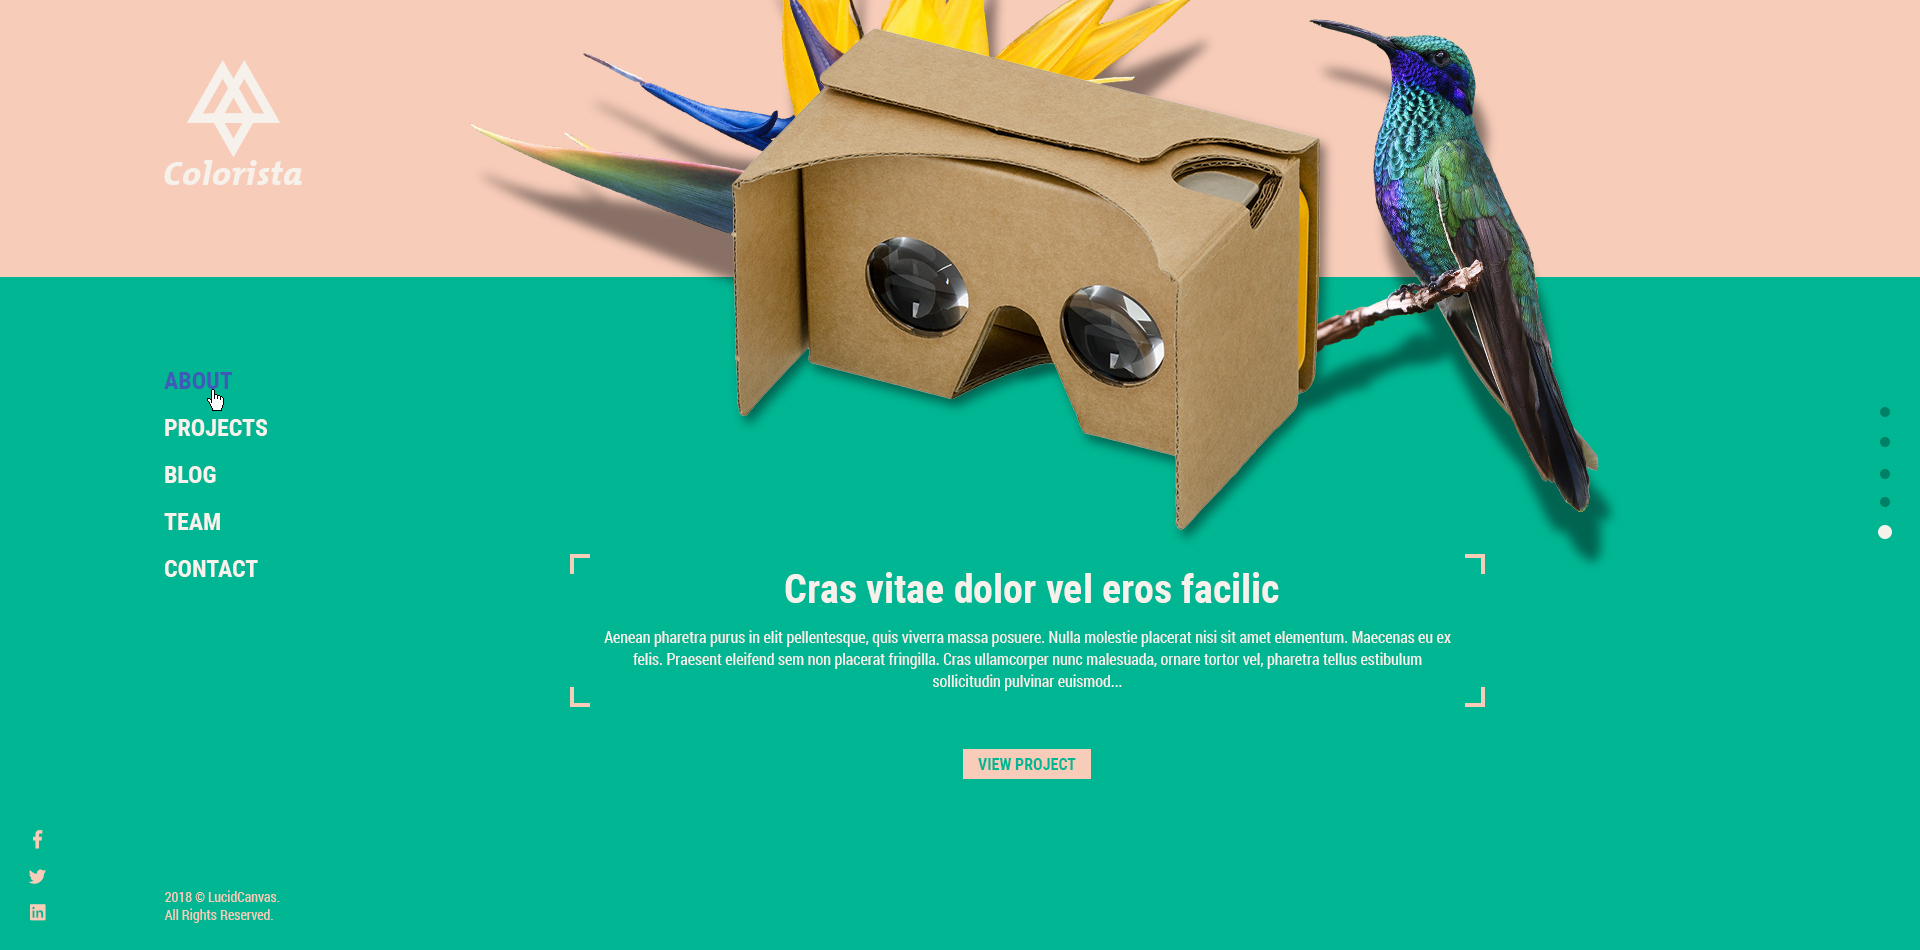 Colorista
ABOUT
PROJECTS
BLOG
TEAM
CONTACT
Cras vitae dolor vel eros facilic
Aenean pharetra purus in elit pellentesque, quis viverra massa posuere. Nulla molestie placerat nisi sit amet elementum. Maecenas eu ex
felis. Praesent eleifend sem non placerat fringilla. Cras ullamcorper nunc malesuada, ornare tortor vel, pharetra tellus estibulum
sollicitudin pulvinar euismod...
VIEW PROJECT
2018 © LucidCanvas.
All Rights Reserved.